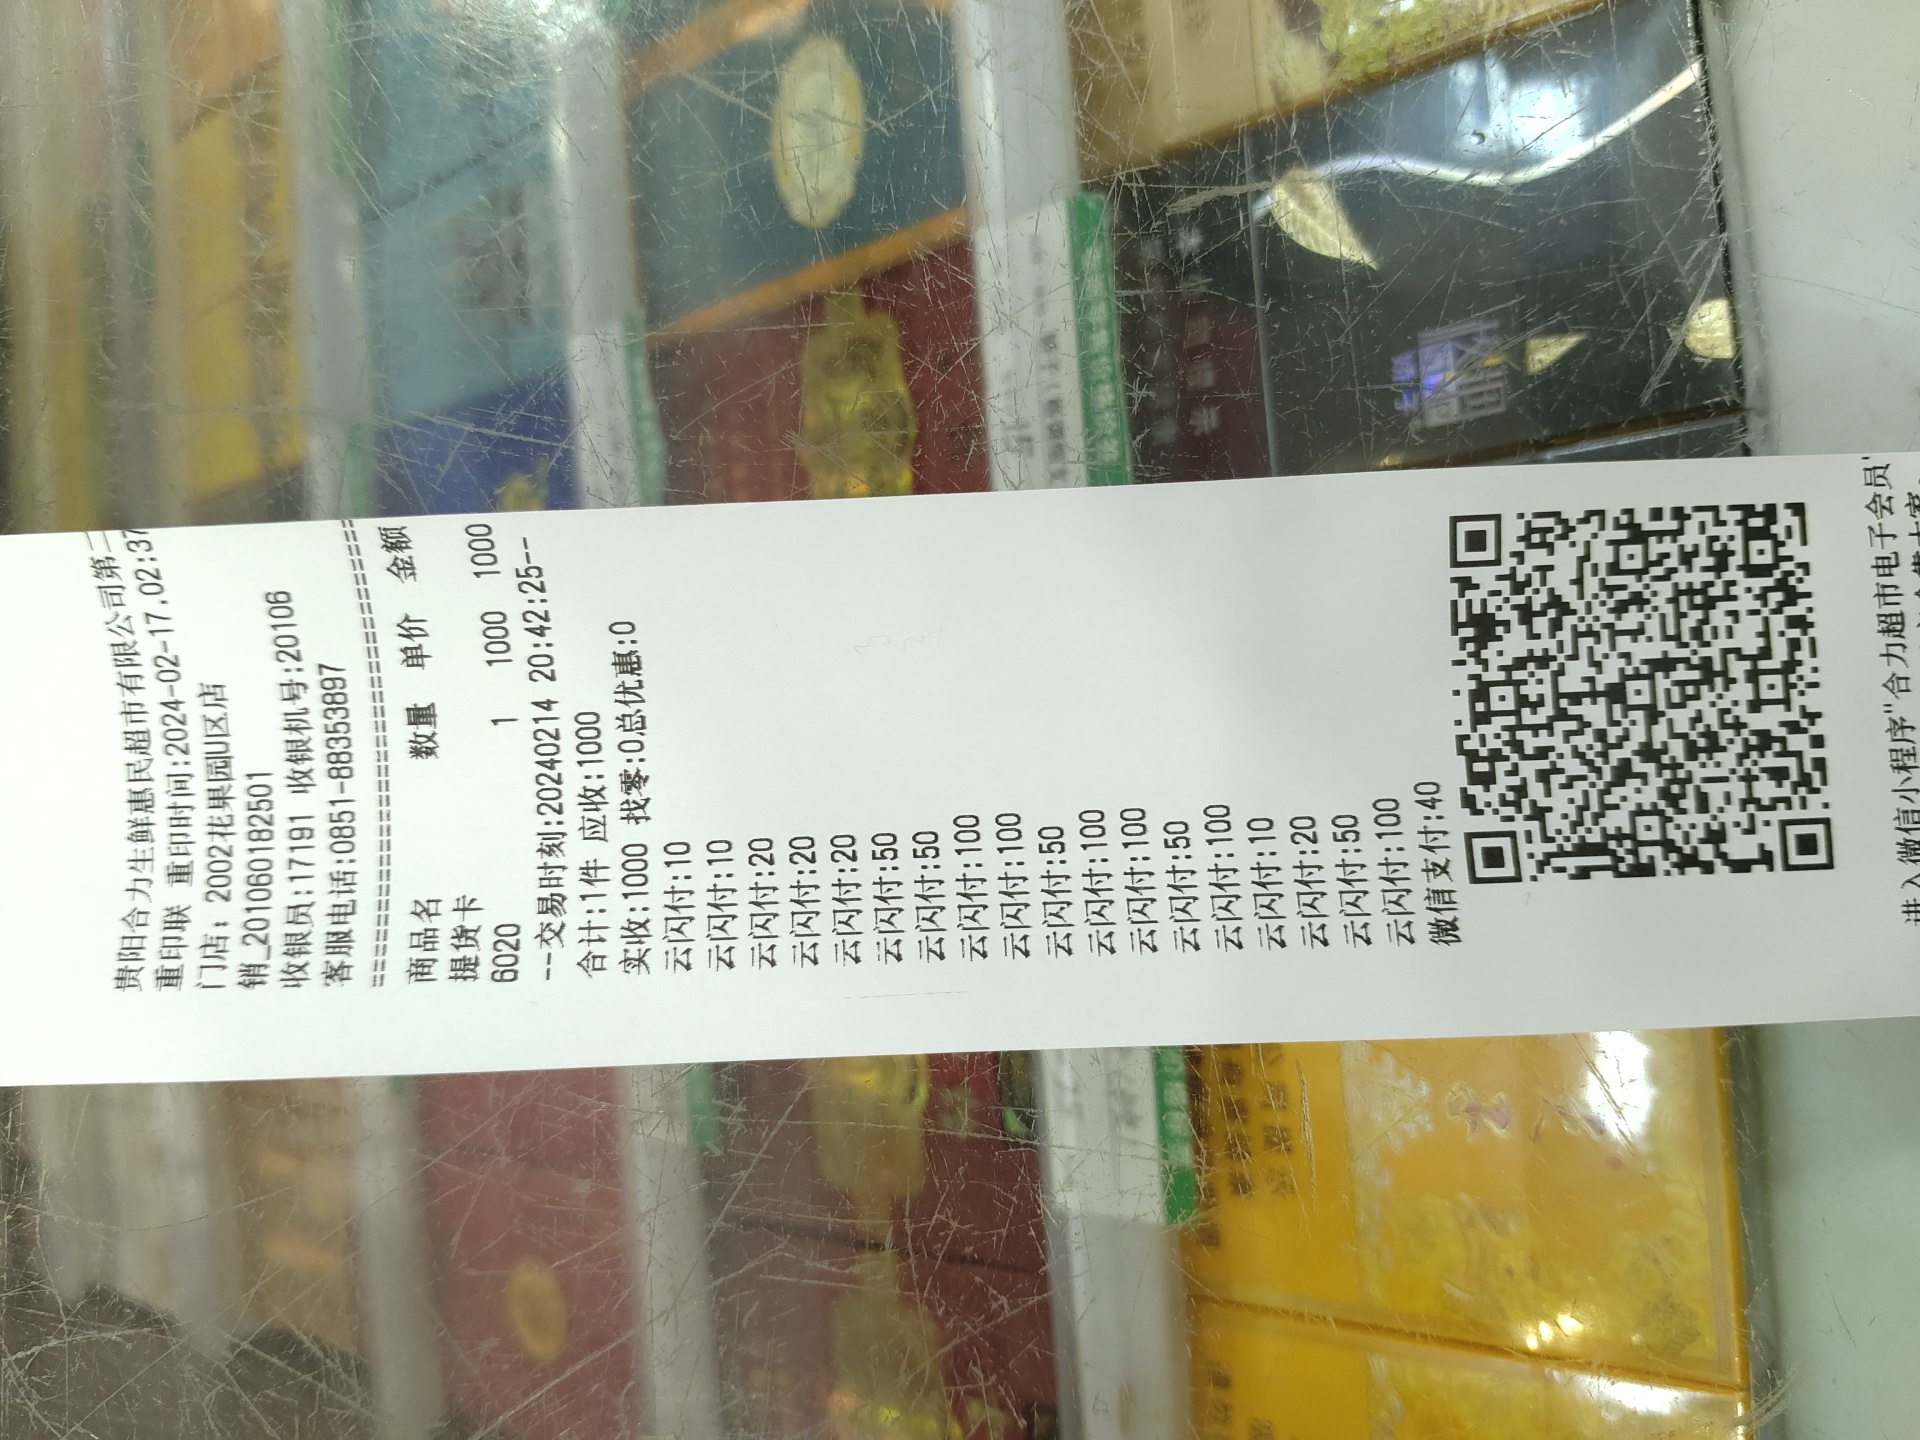 贵阳合力生鲜惠民超市有限公司第二
重印联 重印时间:2024-02-17.02:37
门店: 2002花果园U区店
销_201060182501
收银员:17191 收银机号:20106
客服电话:0851-88353897
商品名 数量 单价 金额
提货卡
6020 1 1000 1000
--交易时刻:20240214 20:42:25--
合计:1件 应收:1000
实收:1000 找零:0总优惠:0
云闪付:10
云闪付:10
云闪付:20
云闪付:20
云闪付:20
云闪付:50
云闪付:50
云闪付:100
云闪付:100
云闪付:50
云闪付:100
云闪付:100
云闪付:50
云闪付:100
云闪付:10
云闪付:20
云闪付:50
云闪付:100
微信支付:40
进入微信小程序"合力超市电子会员"